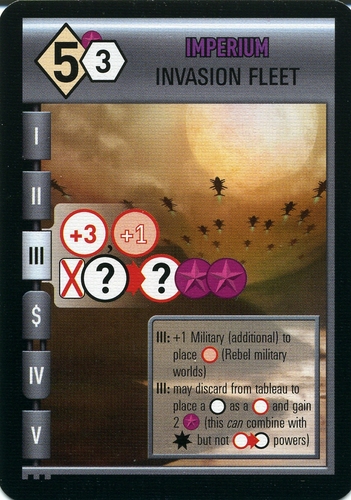 5 3
IMPERIUM
INVASION FLEET
I
II
III
$
IV
V
+3 , +1
? ?
III: +1 Military (additional) to
place (Rebel military
worlds)
III: may discard from tableau to
place a as a and gain
2 (this can combine with
but not powers)